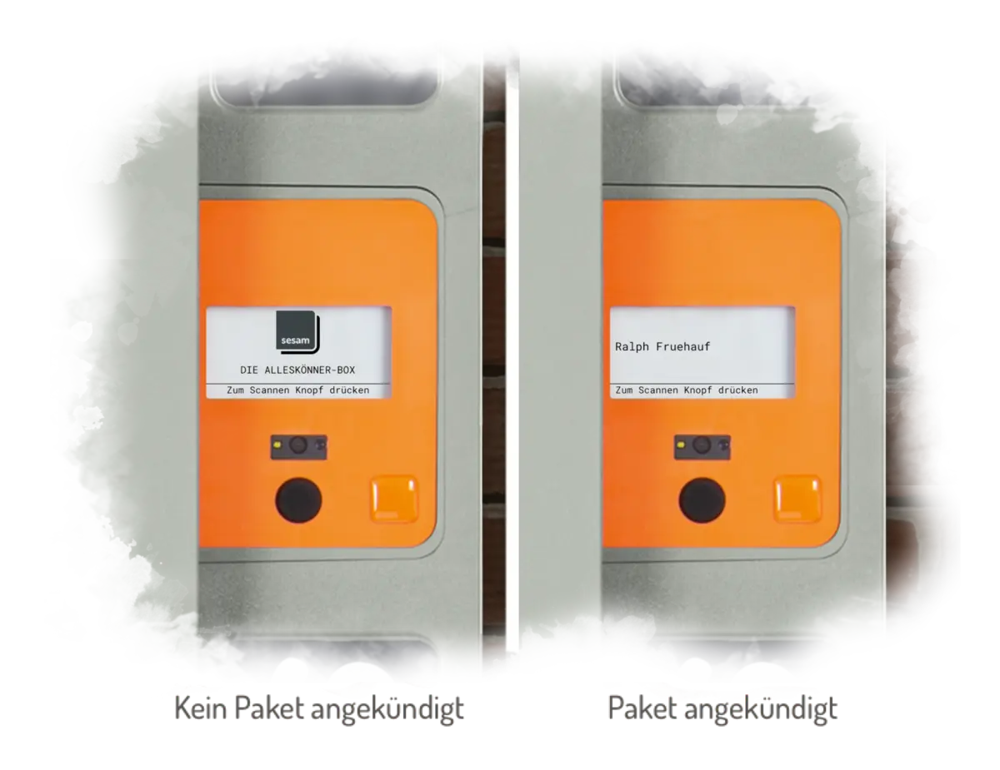 sesam
DIE ALLESKÖNNER-BOX
Zum Scannen Knopf drücken
Kein Paket angekündigt
Ralph Fruehauf
Zum Scannen Knopf drücken
Paket angekündigt